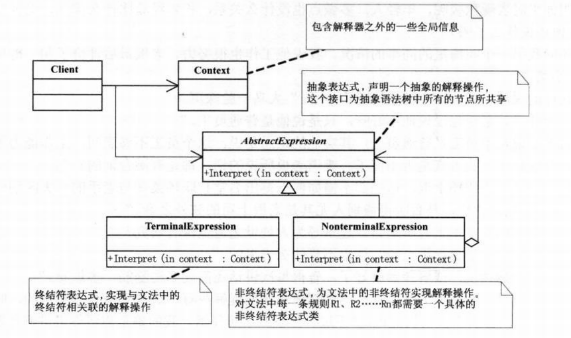 包含解释器之外的一些全局信息
Client
Context
抽象表达式，声明一个抽象的解释操作，
这个接口为抽象语法树中所有的节点所共享
AbstractExpression
+Interpret(in context : Context)
TerminalExpression
+Interpret(in context : Context)
NonterminalExpression
+Interpret(in context : Context)
终结符表达式，实现与文法中的
终结符相关联的解释操作
非终结符表达式，为文法中的非终结符实现解释操作。
对文法中每一条规则R1、R2……Rn都需要一个具体的
非终结符表达式类